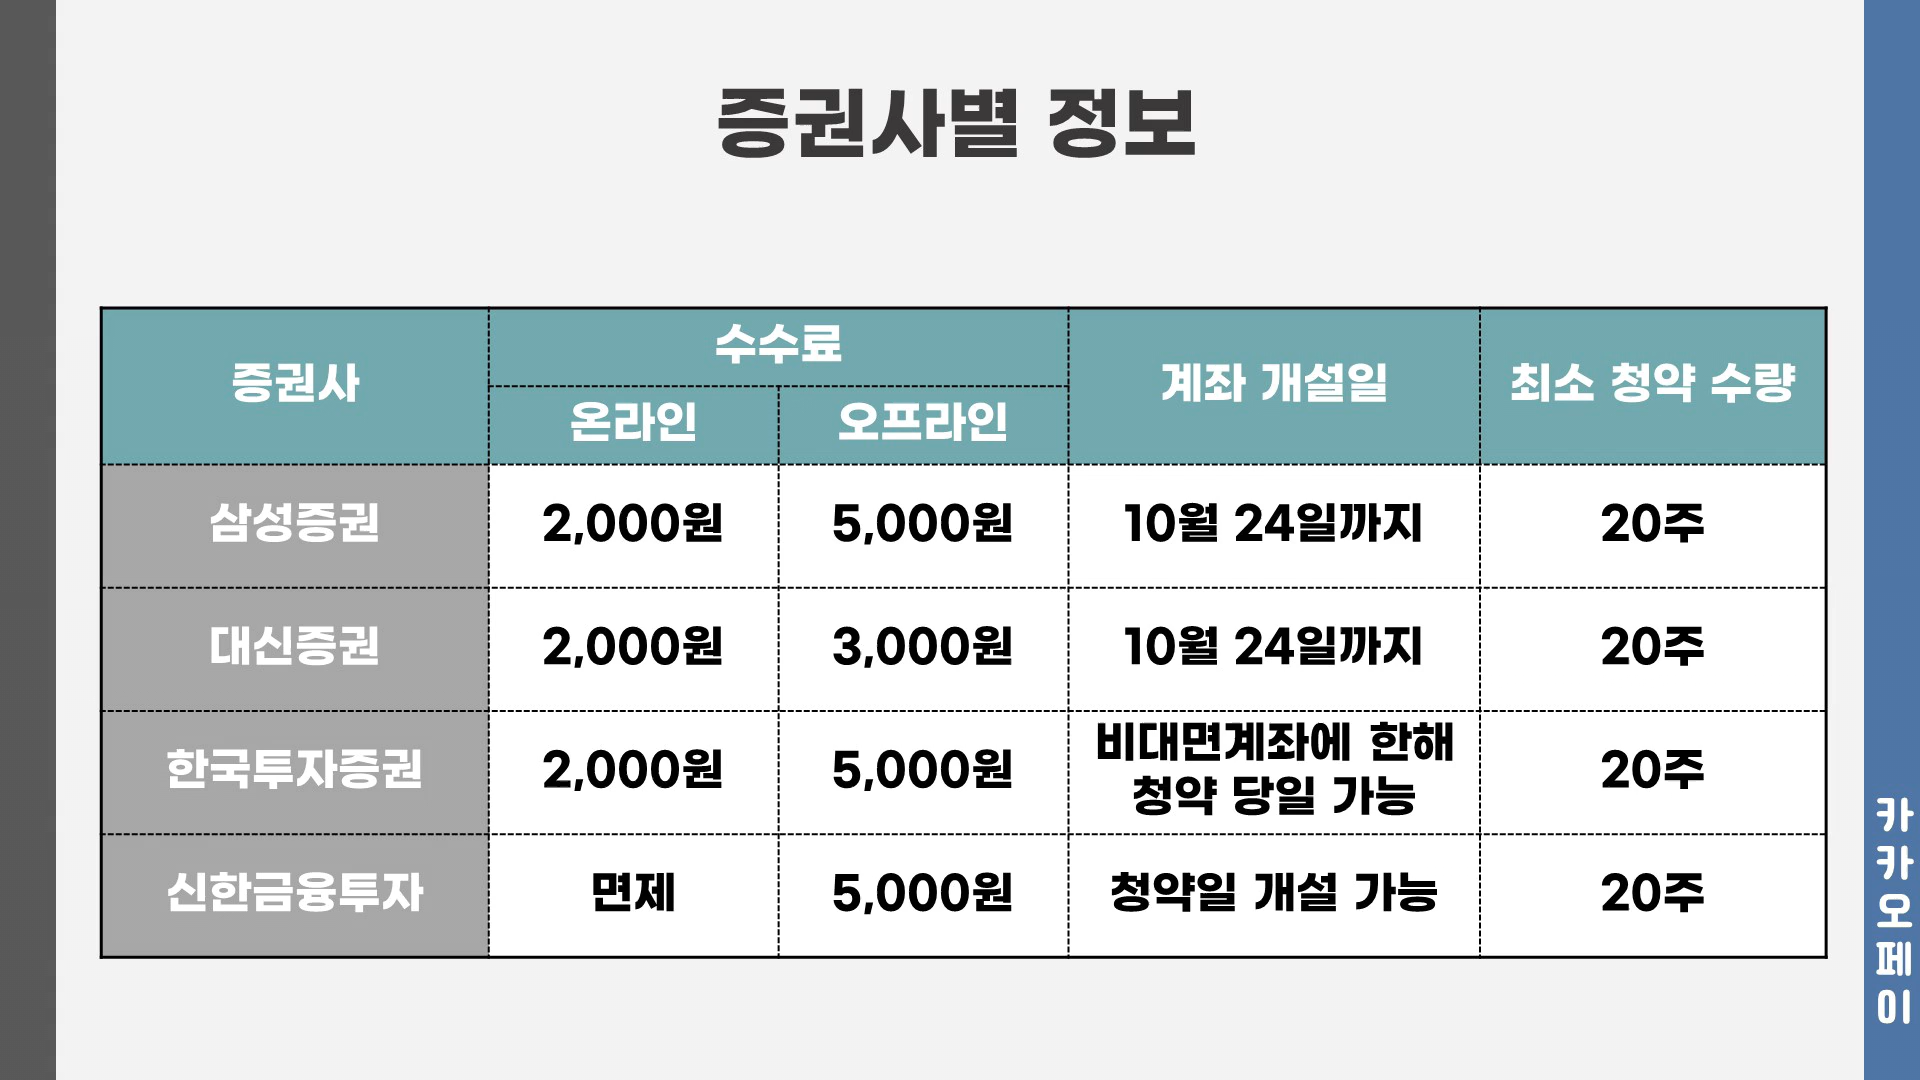 증권사별 정보
증권사
수수료
계좌 개설일
최소 청약 수량
온라인
오프라인
삼성증권
2,000원
5,000원
10월 24일까지
20주
대신증권
2,000원
3,000원
10월 24일까지
20주
한국투자증권
2,000원
5,000원
비대면계좌에 한해
청약 당일 가능
20주
신한금융투자
면제
5,000원
청약일 개설 가능
20주
카카오페이